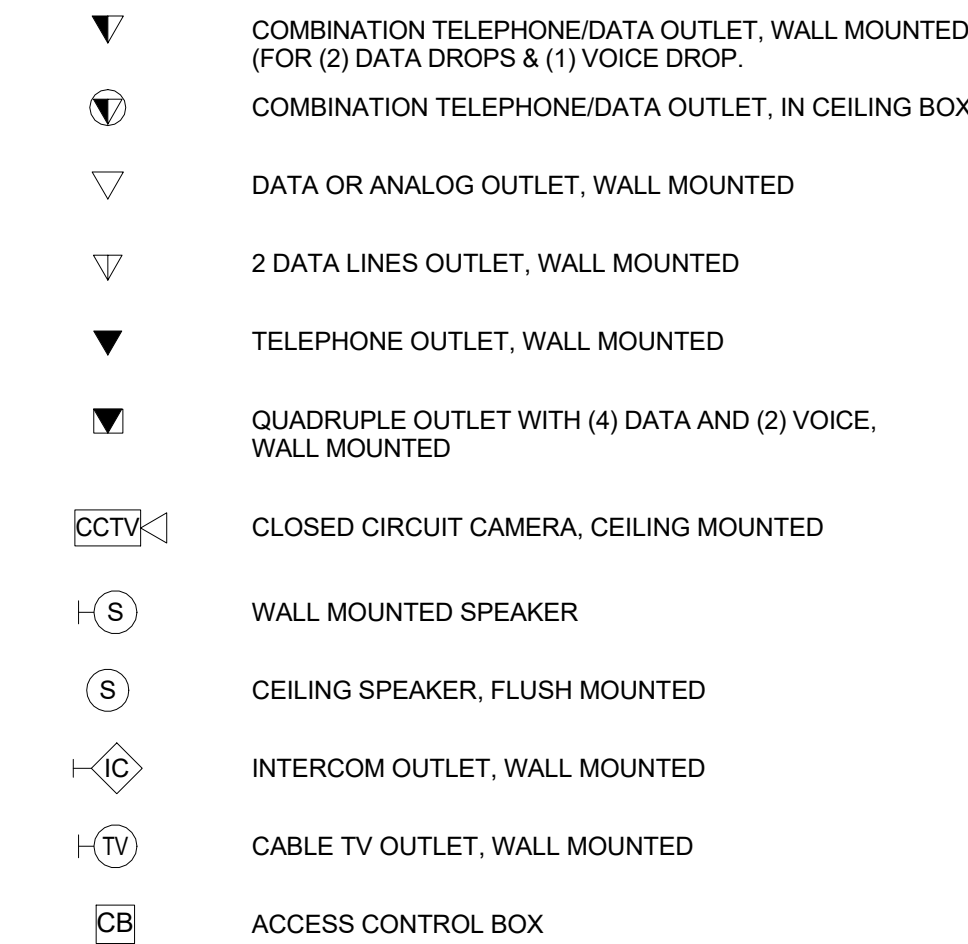 COMBINATION TELEPHONE/DATA OUTLET, WALL MOUNTED
(FOR (2) DATA DROPS & (1) VOICE DROP.
COMBINATION TELEPHONE/DATA OUTLET, IN CEILING BOX
DATA OR ANALOG OUTLET, WALL MOUNTED
2 DATA LINES OUTLET, WALL MOUNTED
TELEPHONE OUTLET, WALL MOUNTED
QUADRUPLE OUTLET WITH (4) DATA AND (2) VOICE,
WALL MOUNTED
CCTV CLOSED CIRCUIT CAMERA, CEILING MOUNTED
S WALL MOUNTED SPEAKER
S CEILING SPEAKER, FLUSH MOUNTED
IC INTERCOM OUTLET, WALL MOUNTED
TV CABLE TV OUTLET, WALL MOUNTED
CB ACCESS CONTROL BOX